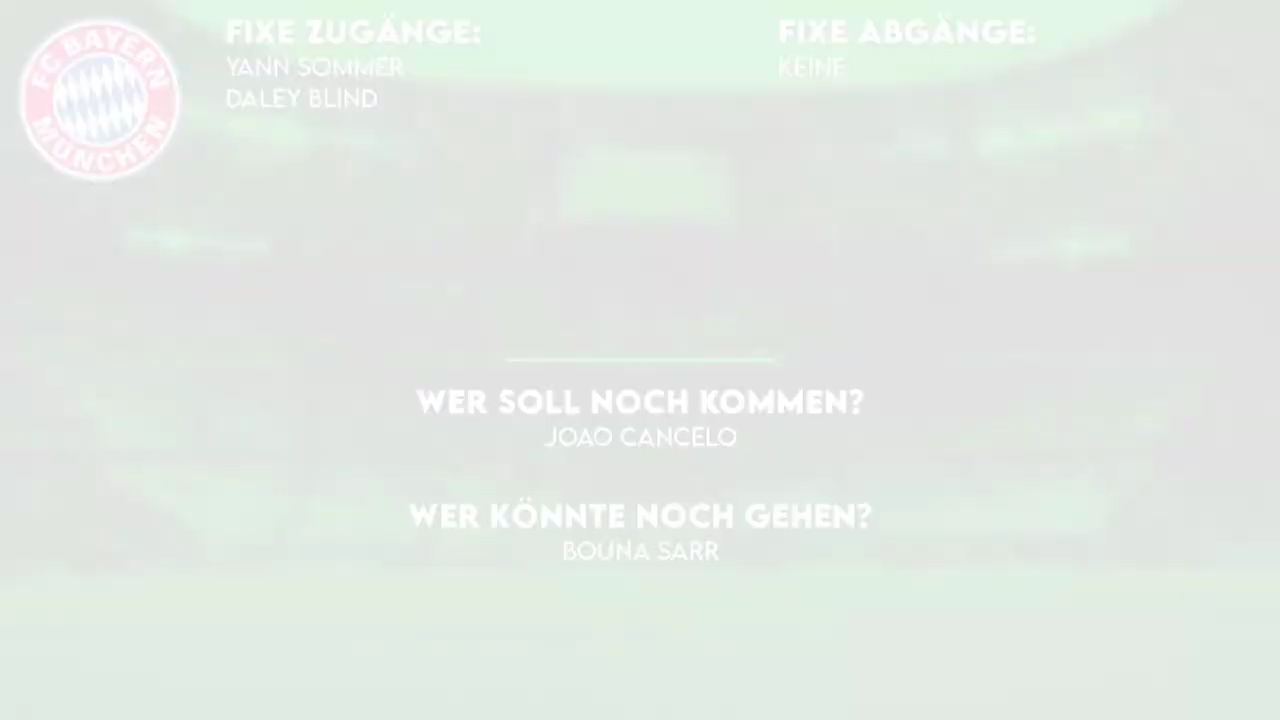 FC BAYERN
MÜNCHEN
FIXE ZUGÄNGE:
YANN SOMMER
DALEY BLIND
FIXE ABGÄNGE:
KEINE
WER SOLL NOCH KOMMEN?
JOAO CANCELO
WER KÖNNTE NOCH GEHEN?
BOUNA SARR